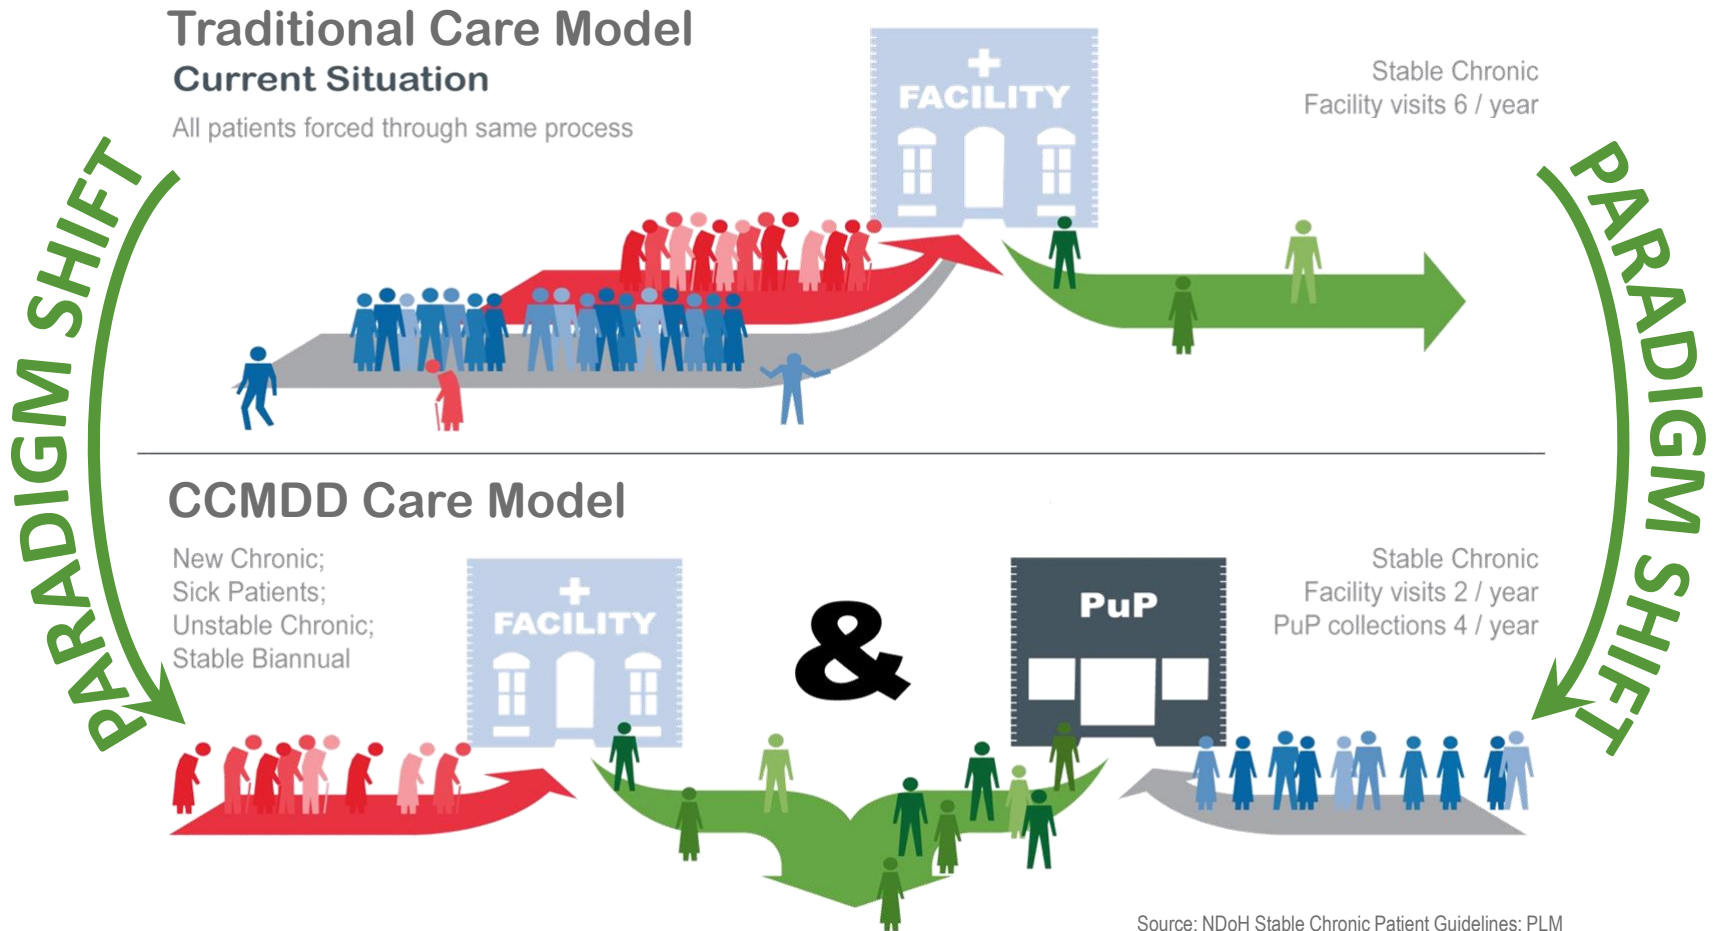 Traditional Care Model
Current Situation
All patients forced through same process
+
FACILITY
Stable Chronic
Facility visits 6 / year
PARADIGM SHIFT
PARADIGM SHIFT
CCMDD Care Model
New Chronic;
Sick Patients;
Unstable Chronic;
Stable Biannual
+
FACILITY
&
PuP
Stable Chronic
Facility visits 2 / year
PuP collections 4 / year
Source: NDoH Stable Chronic Patient Guidelines: PLM